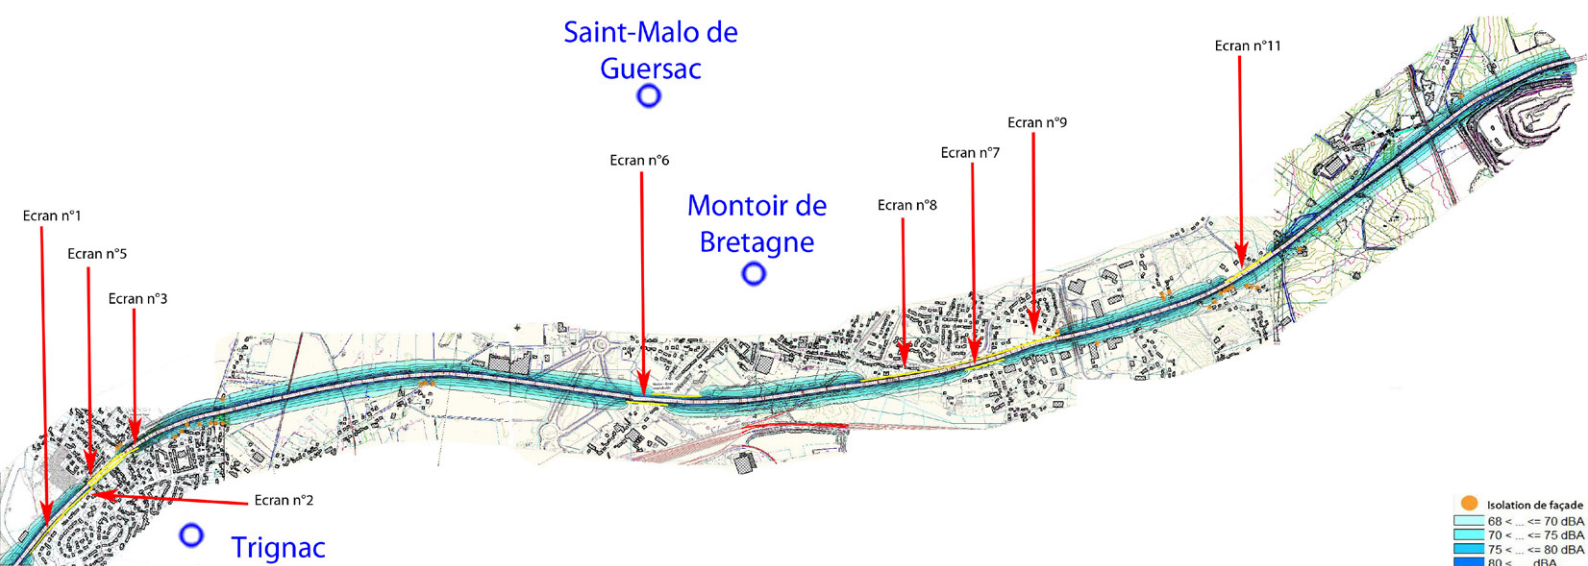 Saint-Malo de
Guersac
Ecran n°11
Ecran n°9
Ecran n°6
Ecran n°7
Montoir de
Bretagne
Ecran n°8
Ecran n°1
Ecran n°5
Ecran n°3
Ecran n°2
Trignac
Isolation de façade
68 < ... <= 70 dBA
70 < ... <= 75 dBA
75 < ... <= 80 dBA
80 < ... dBA